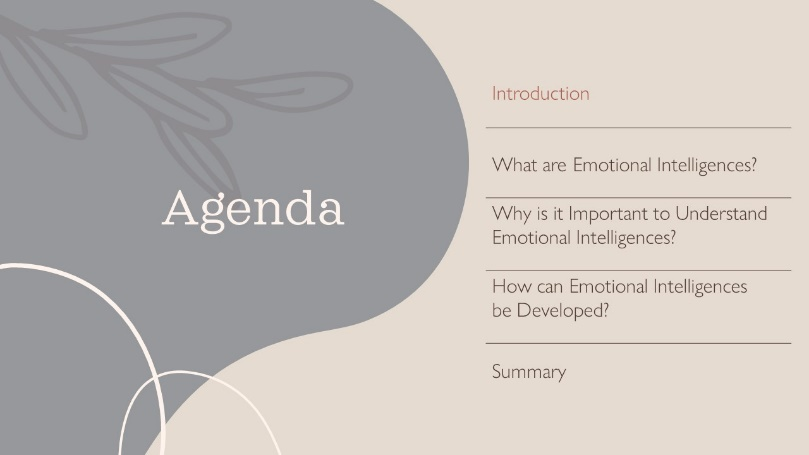 Agenda
Introduction
What are Emotional Intelligences?
Why is it Important to Understand
Emotional Intelligences?
How can Emotional Intelligences
be Developed?
Summary